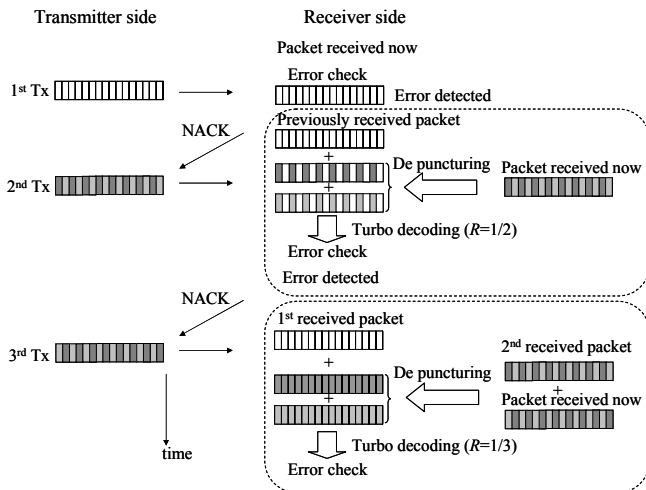 Transmitter side
Receiver side
Packet received now
Error check
1st Tx
Error detected
NACK
Previously received packet
+
De puncturing
Packet received now
2nd Tx
+
Turbo decoding (R=1/2)
Error check
Error detected
NACK
1st received packet
2nd received packet
3rd Tx
+
De puncturing
+
Packet received now
+
Turbo decoding (R=1/3)
time
Error check